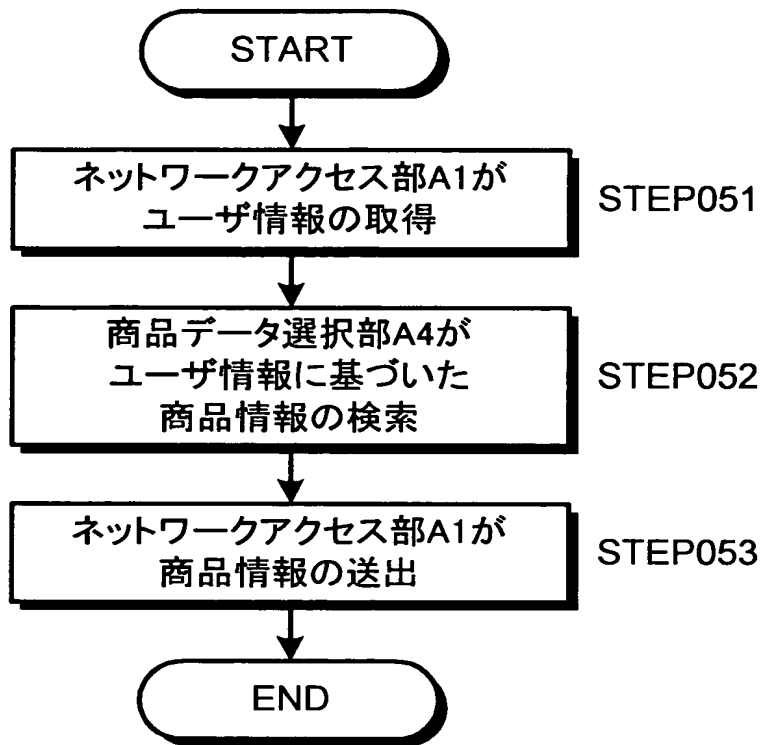 START
ネットワークアクセス部A1が
ユーザ情報の取得
STEP051
商品データ選択部A4が
ユーザ情報に基づいた
商品情報の検索
STEP052
ネットワークアクセス部A1が
商品情報の送出
STEP053
END